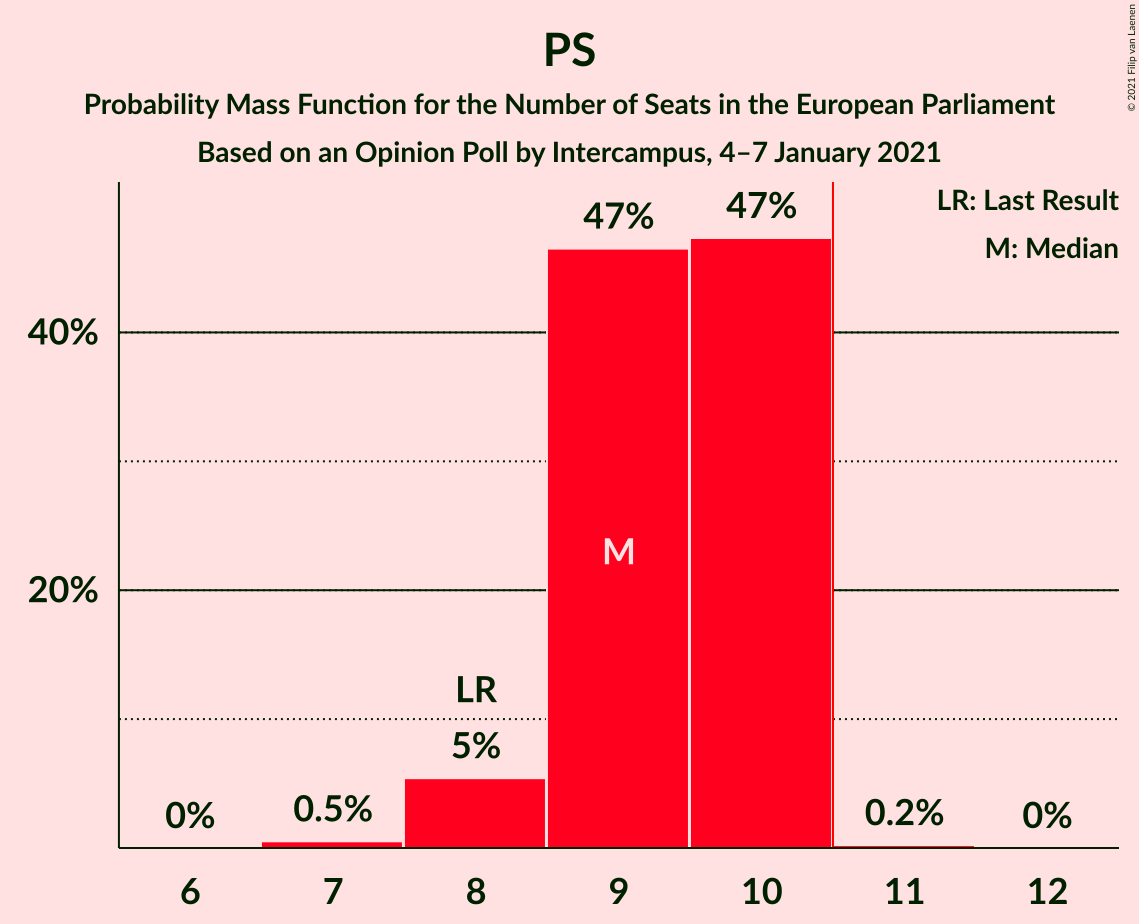 PS
Probability Mass Function for the Number of Seats in the European Parliament
Based on an Opinion Poll by Intercampus, 4–7 January 2021
© 2021 Filip van Laenen
LR: Last Result
M: Median
47%
47%
40%
M
20%
LR
5%
0%
0.5%
0.2%
0%
6
7
8
9
10
11
12